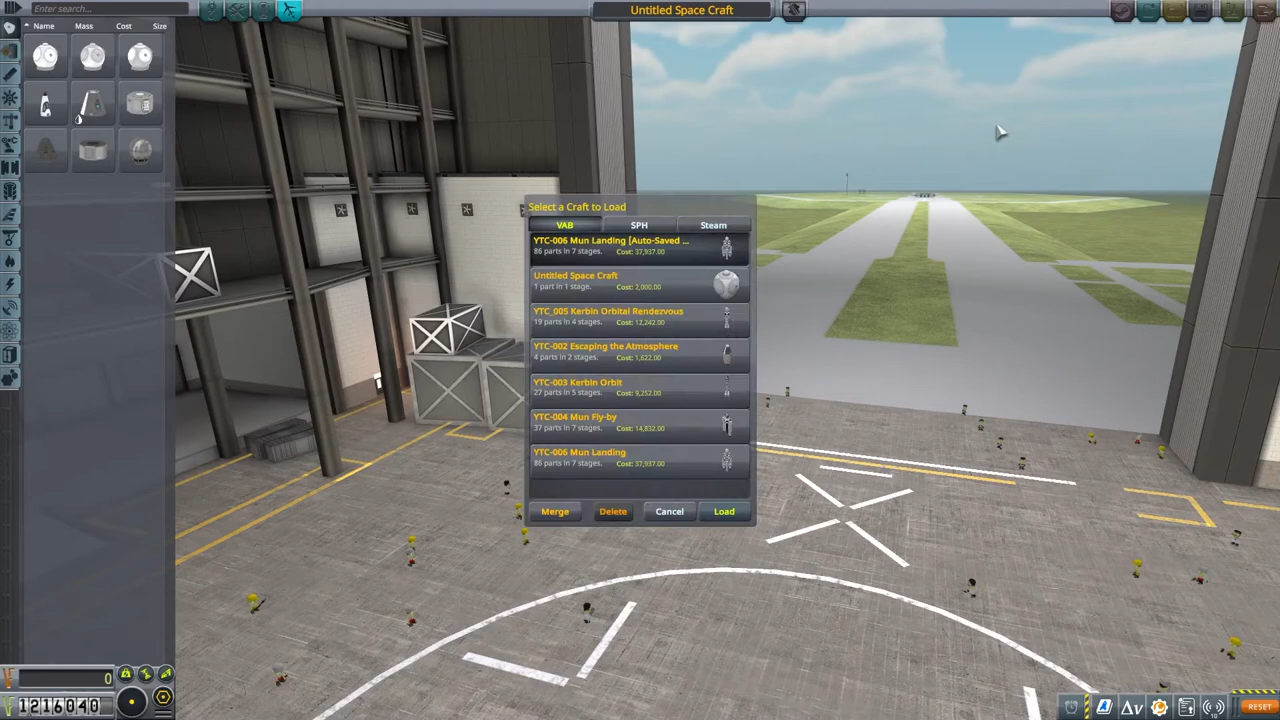 Enter search...
Untitled Space Craft
Name Mass Cost Size
Select a Craft to Load
VAB SPH Steam
YTC-006 Mun Landing [Auto-Saved ...
86 parts in 7 stages. Cost: 37,937.00
Untitled Space Craft
1 part in 1 stage. Cost: 2,000.00
YTC_005 Kerbin Orbital Rendezvous
19 parts in 4 stages. Cost: 12,242.00
YTC-002 Escaping the Atmosphere
4 parts in 2 stages. Cost: 1,622.00
YTC-003 Kerbin Orbit
27 parts in 5 stages. Cost: 9,252.00
YTC-004 Mun Fly-by
37 parts in 7 stages. Cost: 14,832.00
YTC-006 Mun Landing
86 parts in 7 stages. Cost: 37,937.00
Merge Delete Cancel Load
0
1216040
Δv
RESET